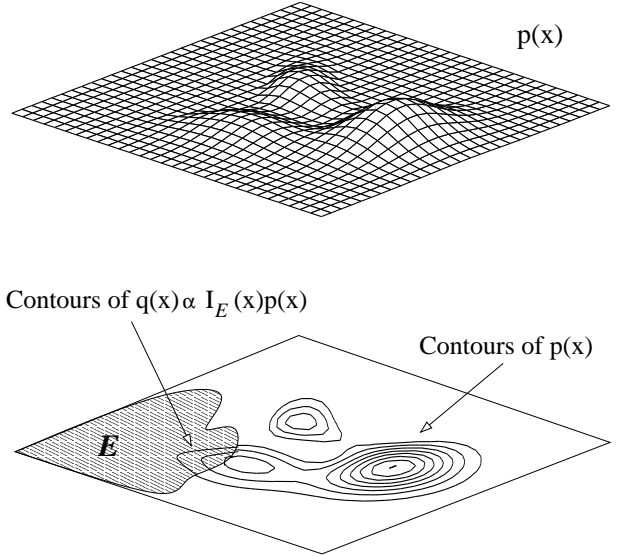 p(x)
Contours of q(x) α I_E (x)p(x)
Contours of p(x)
E